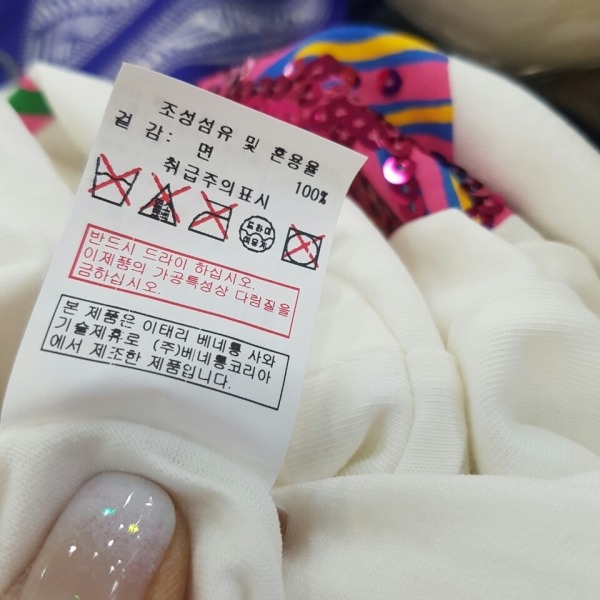 조성섬유 및 혼용율
겉 감: 면 100%
취급주의표시
드라이
반드시 드라이 하십시오.
이제품의 가공특성상 다림질을
금하십시오.
본 제품은 이태리 베네통 사와
기술제휴로 (주)베네통코리아
에서 제조한 제품입니다.